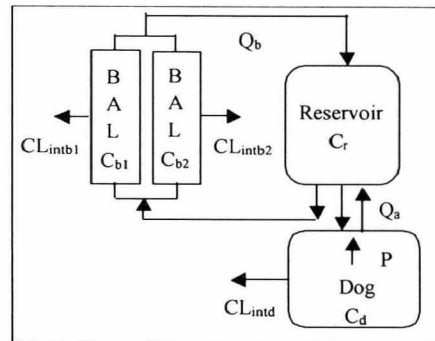 Q_b
B
A
L
C_b1
B
A
L
C_b2
CL_intb1
CL_intb2
Reservoir
C_r
Q_a
P
Dog
C_d
CL_intd